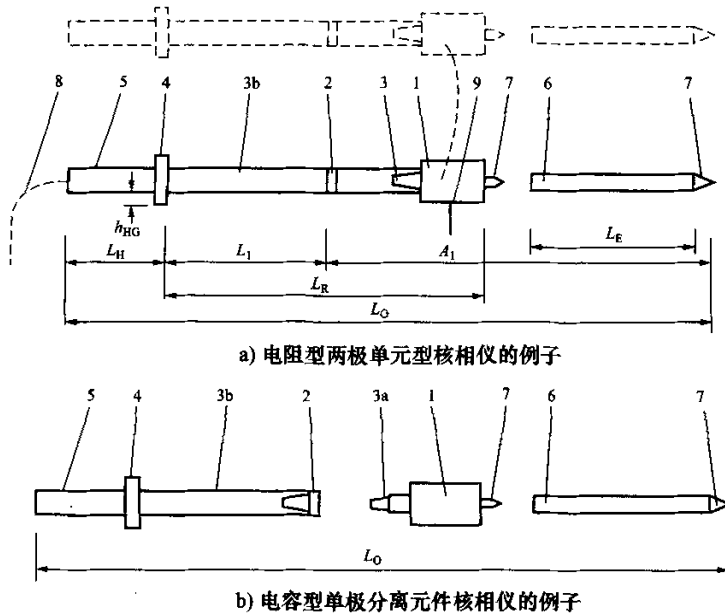 8 5 4 3b 2 3 1 9 7 6 7
h_HG
L_H L_1 A_1 L_E
L_R
L_O
a) 电阻型两极单元型核相仪的例子
5 4 3b 2 3a 1 7 6 7
L_O
b) 电容型单极分离元件核相仪的例子